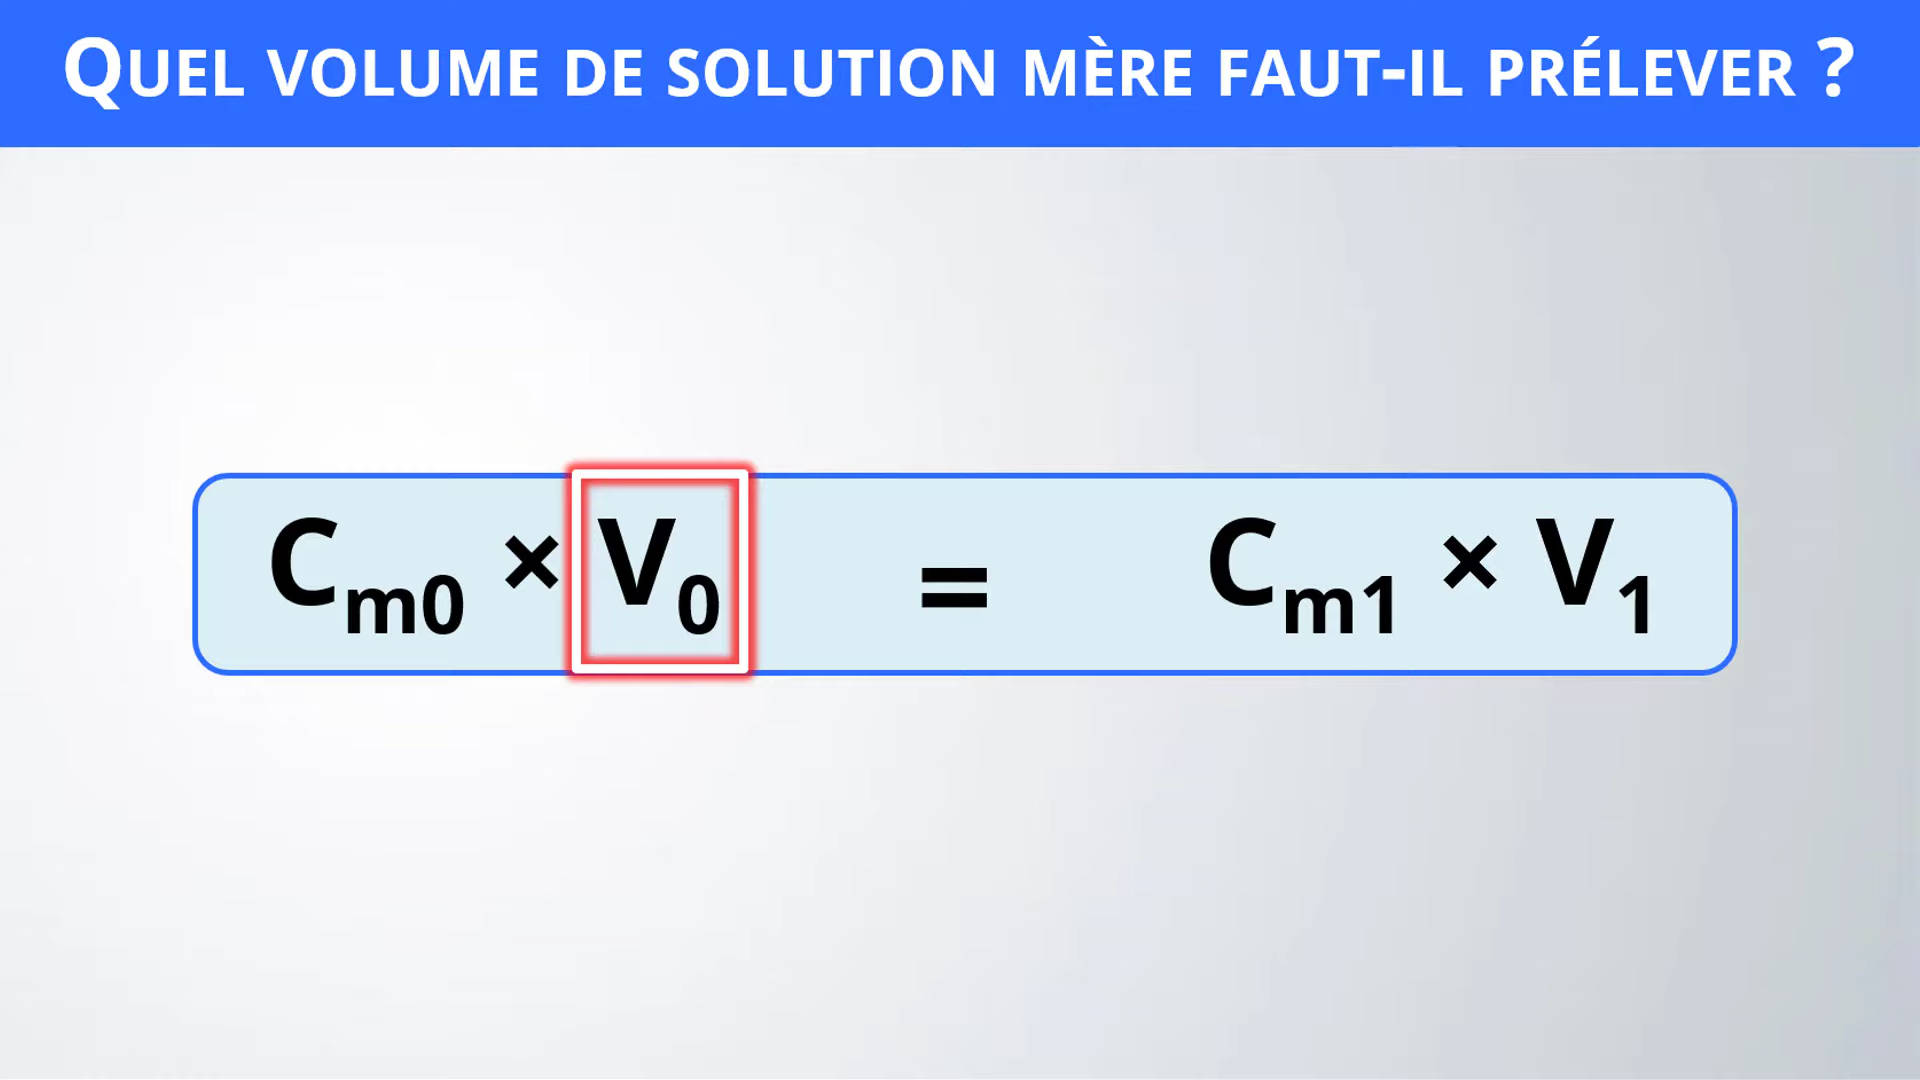 Quel volume de solution mère faut-il prélever ?
Cm0 × V0 = Cm1 × V1